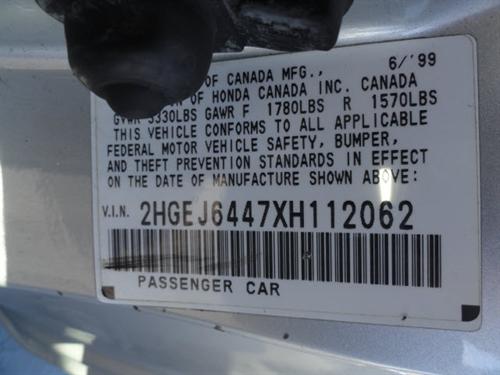 OF CANADA MFG., 6/'99
OF HONDA CANADA INC. CANADA
GVWR 3330LBS GAWR F 1780LBS R 1570LBS
THIS VEHICLE CONFORMS TO ALL APPLICABLE
FEDERAL MOTOR VEHICLE SAFETY, BUMPER,
AND THEFT PREVENTION STANDARDS IN EFFECT
ON THE DATE OF MANUFACTURE SHOWN ABOVE:
V.I.N. 2HGEJ6447XH112062
PASSENGER CAR